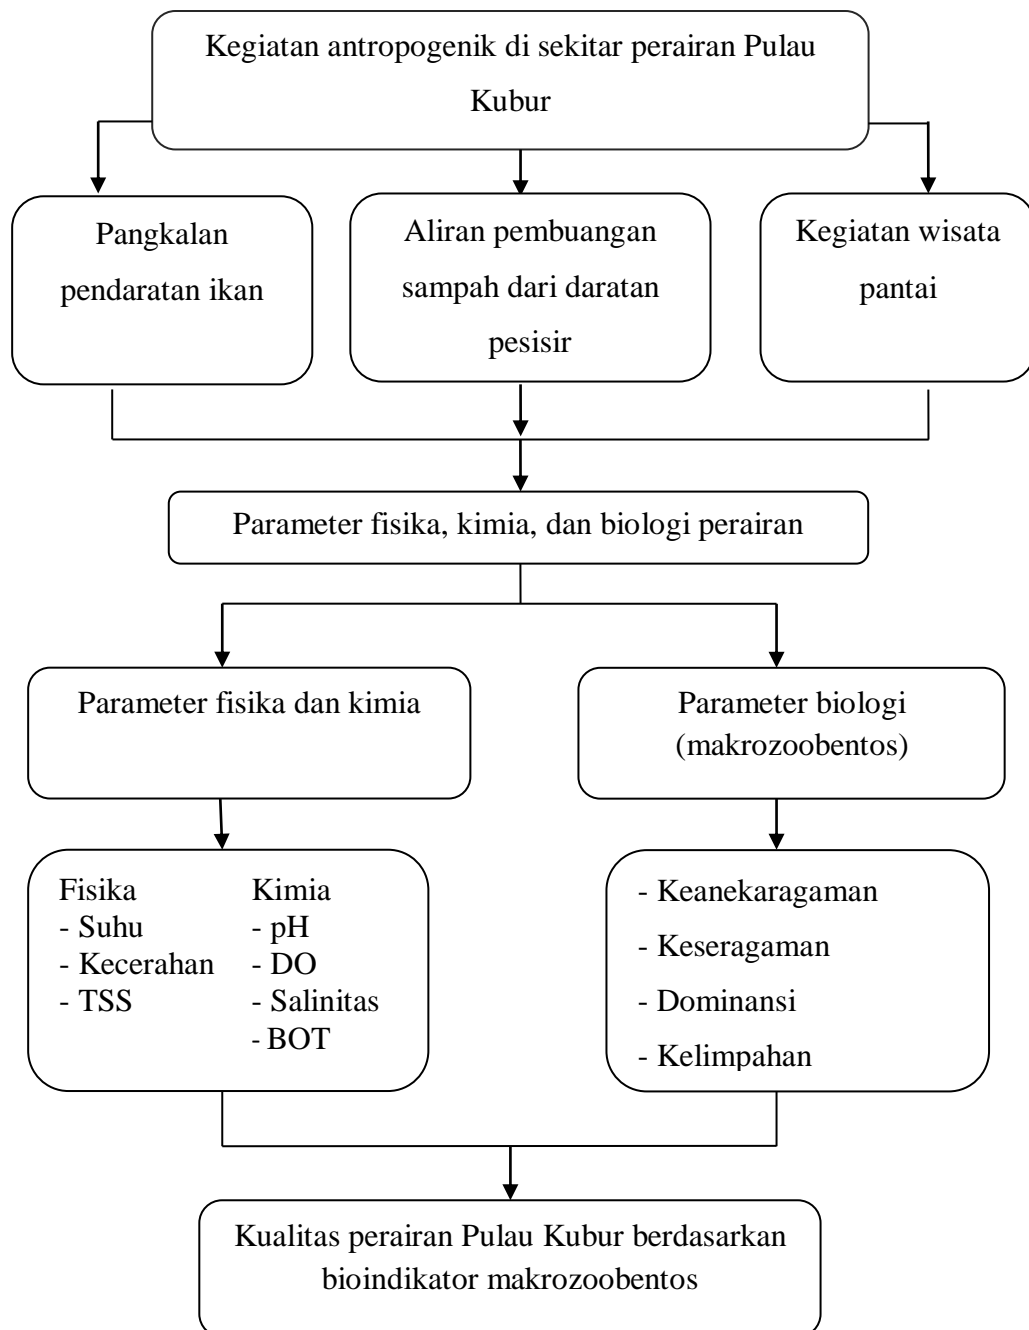 Kegiatan antropogenik di sekitar perairan Pulau
Kubur
Pangkalan
pendaratan ikan
Aliran pembuangan
sampah dari daratan
pesisir
Kegiatan wisata
pantai
Parameter fisika, kimia, dan biologi perairan
Parameter fisika dan kimia
Parameter biologi
(makrozoobentos)
Fisika
- Suhu
- Kecerahan
- TSS
Kimia
- pH
- DO
- Salinitas
- BOT
- Keanekaragaman
- Keseragaman
- Dominansi
- Kelimpahan
Kualitas perairan Pulau Kubur berdasarkan
bioindikator makrozoobentos